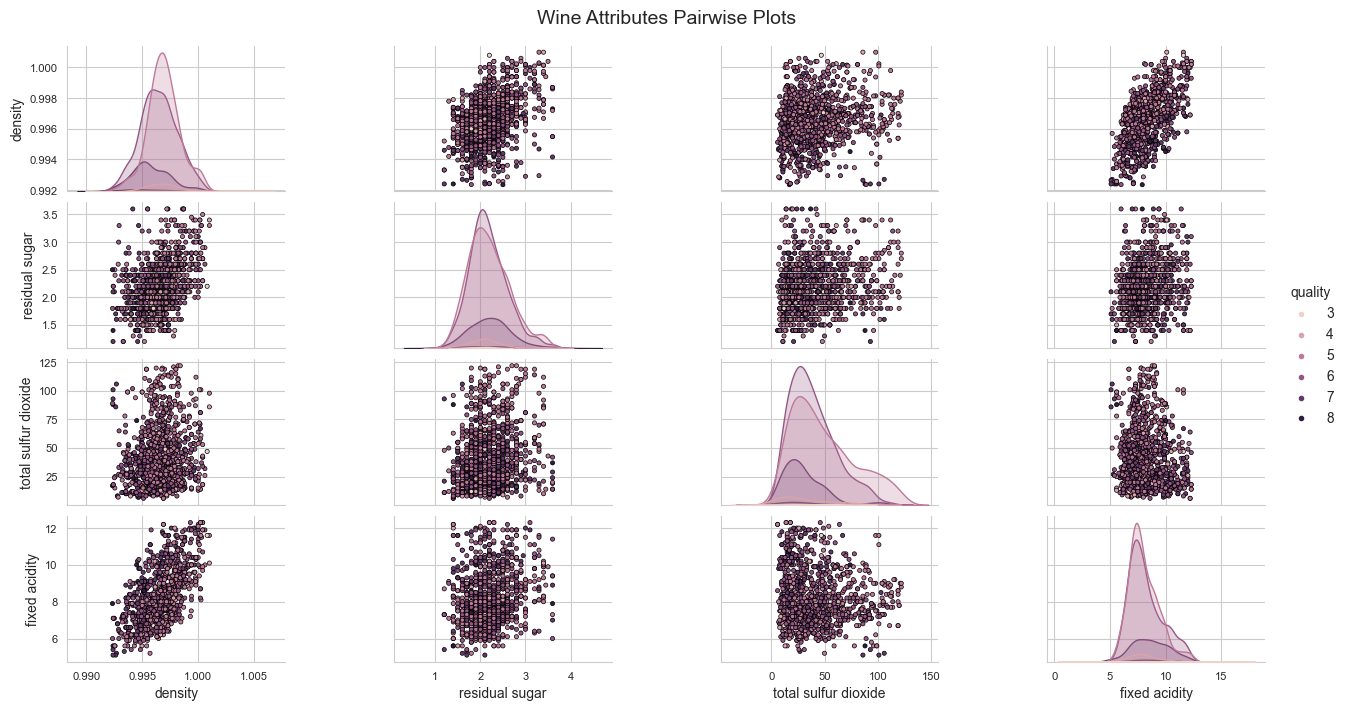 Wine Attributes Pairwise Plots
1.000
0.998
0.996
0.994
0.992
density
3.5
3.0
2.5
2.0
1.5
residual sugar
quality
3
4
5
6
7
8
125
100
75
50
25
total sulfur dioxide
12
10
8
6
fixed acidity
0.990 0.995 1.000 1.005
density
1 2 3 4
residual sugar
0 50 100 150
total sulfur dioxide
0 5 10 15
fixed acidity